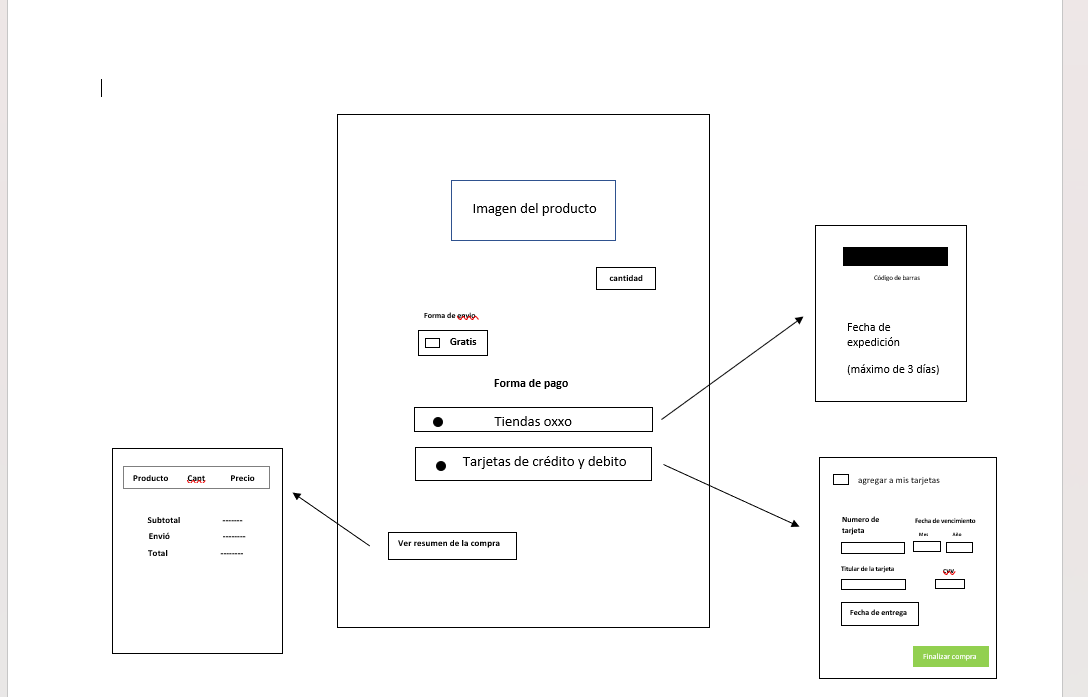 Imagen del producto
cantidad
Forma de envio
Gratis
Forma de pago
Tiendas oxxo
Tarjetas de crédito y debito
Ver resumen de la compra
Código de barras
Fecha de
expedición
(máximo de 3 días)
Producto Cant Precio
Subtotal -------
Envió --------
Total --------
agregar a mis tarjetas
Numero de
tarjeta
Fecha de vencimiento
Mes Año
Titular de la tarjeta
Fecha de entrega
Finalizar compra